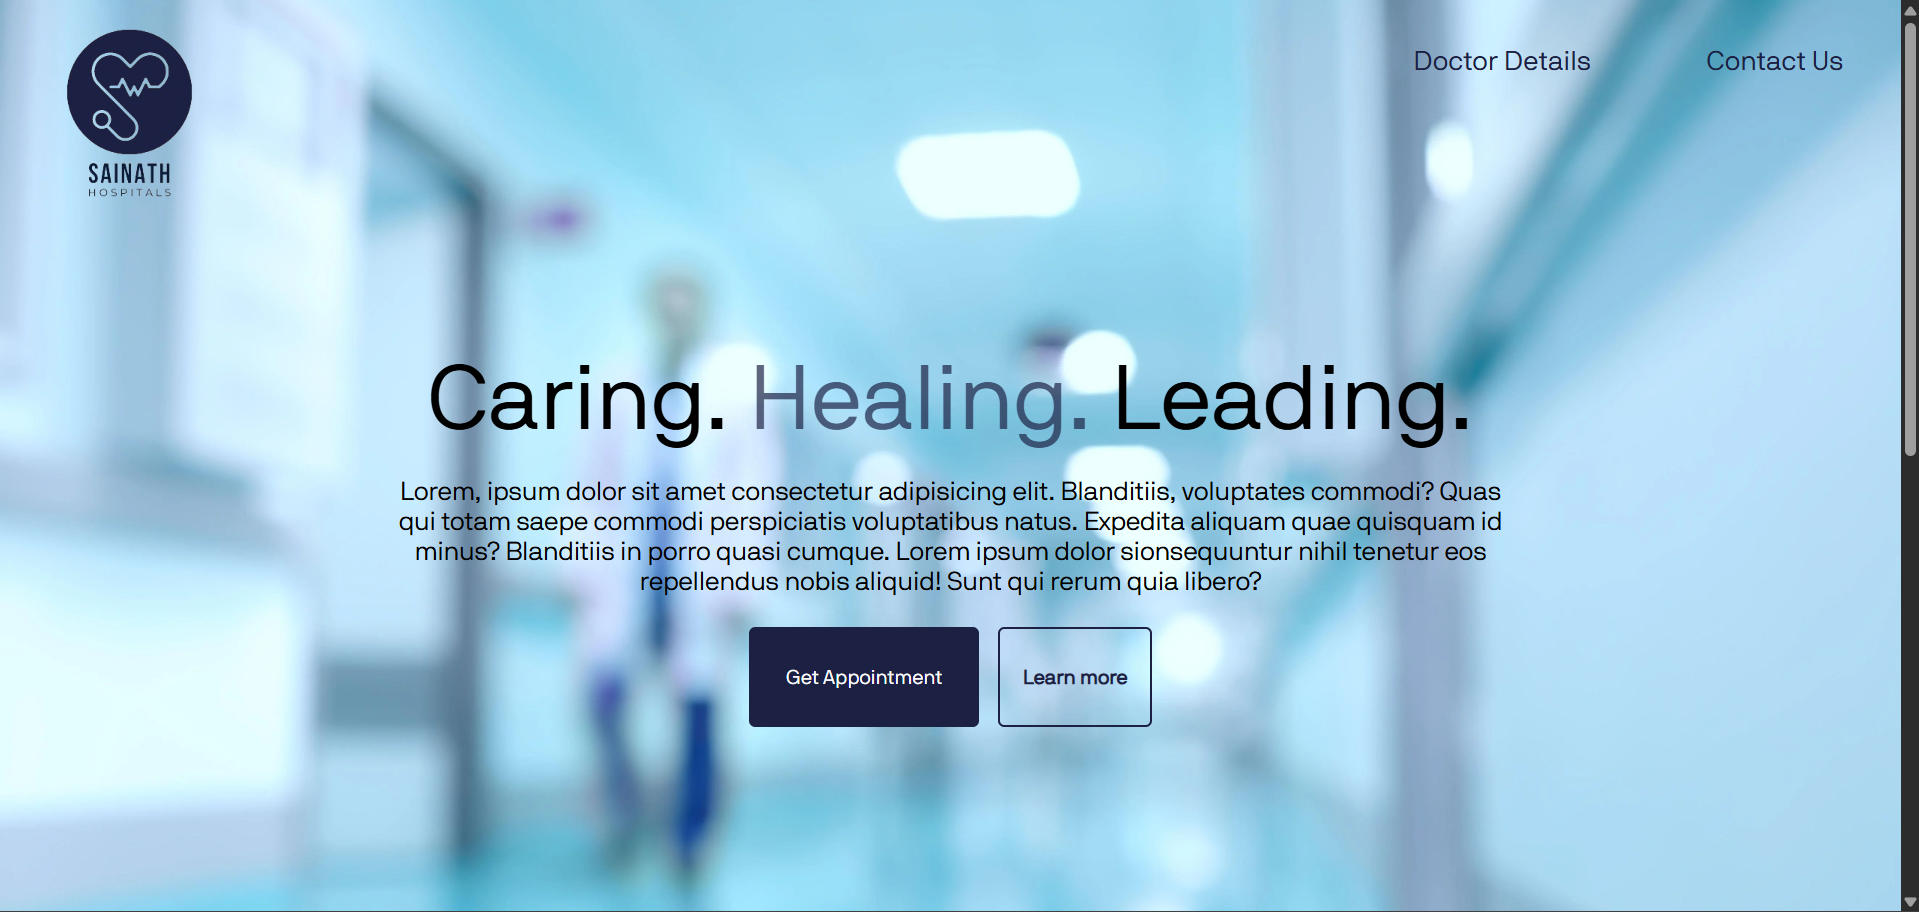 SAINATH
HOSPITALS
Doctor Details
Contact Us
Caring. Healing. Leading.
Lorem, ipsum dolor sit amet consectetur adipisicing elit. Blanditiis, voluptates commodi? Quas
qui totam saepe commodi perspiciatis voluptatibus natus. Expedita aliquam quae quisquam id
minus? Blanditiis in porro quasi cumque. Lorem ipsum dolor sionsequuntur nihil tenetur eos
repellendus nobis aliquid! Sunt qui rerum quia libero?
Get Appointment
Learn more